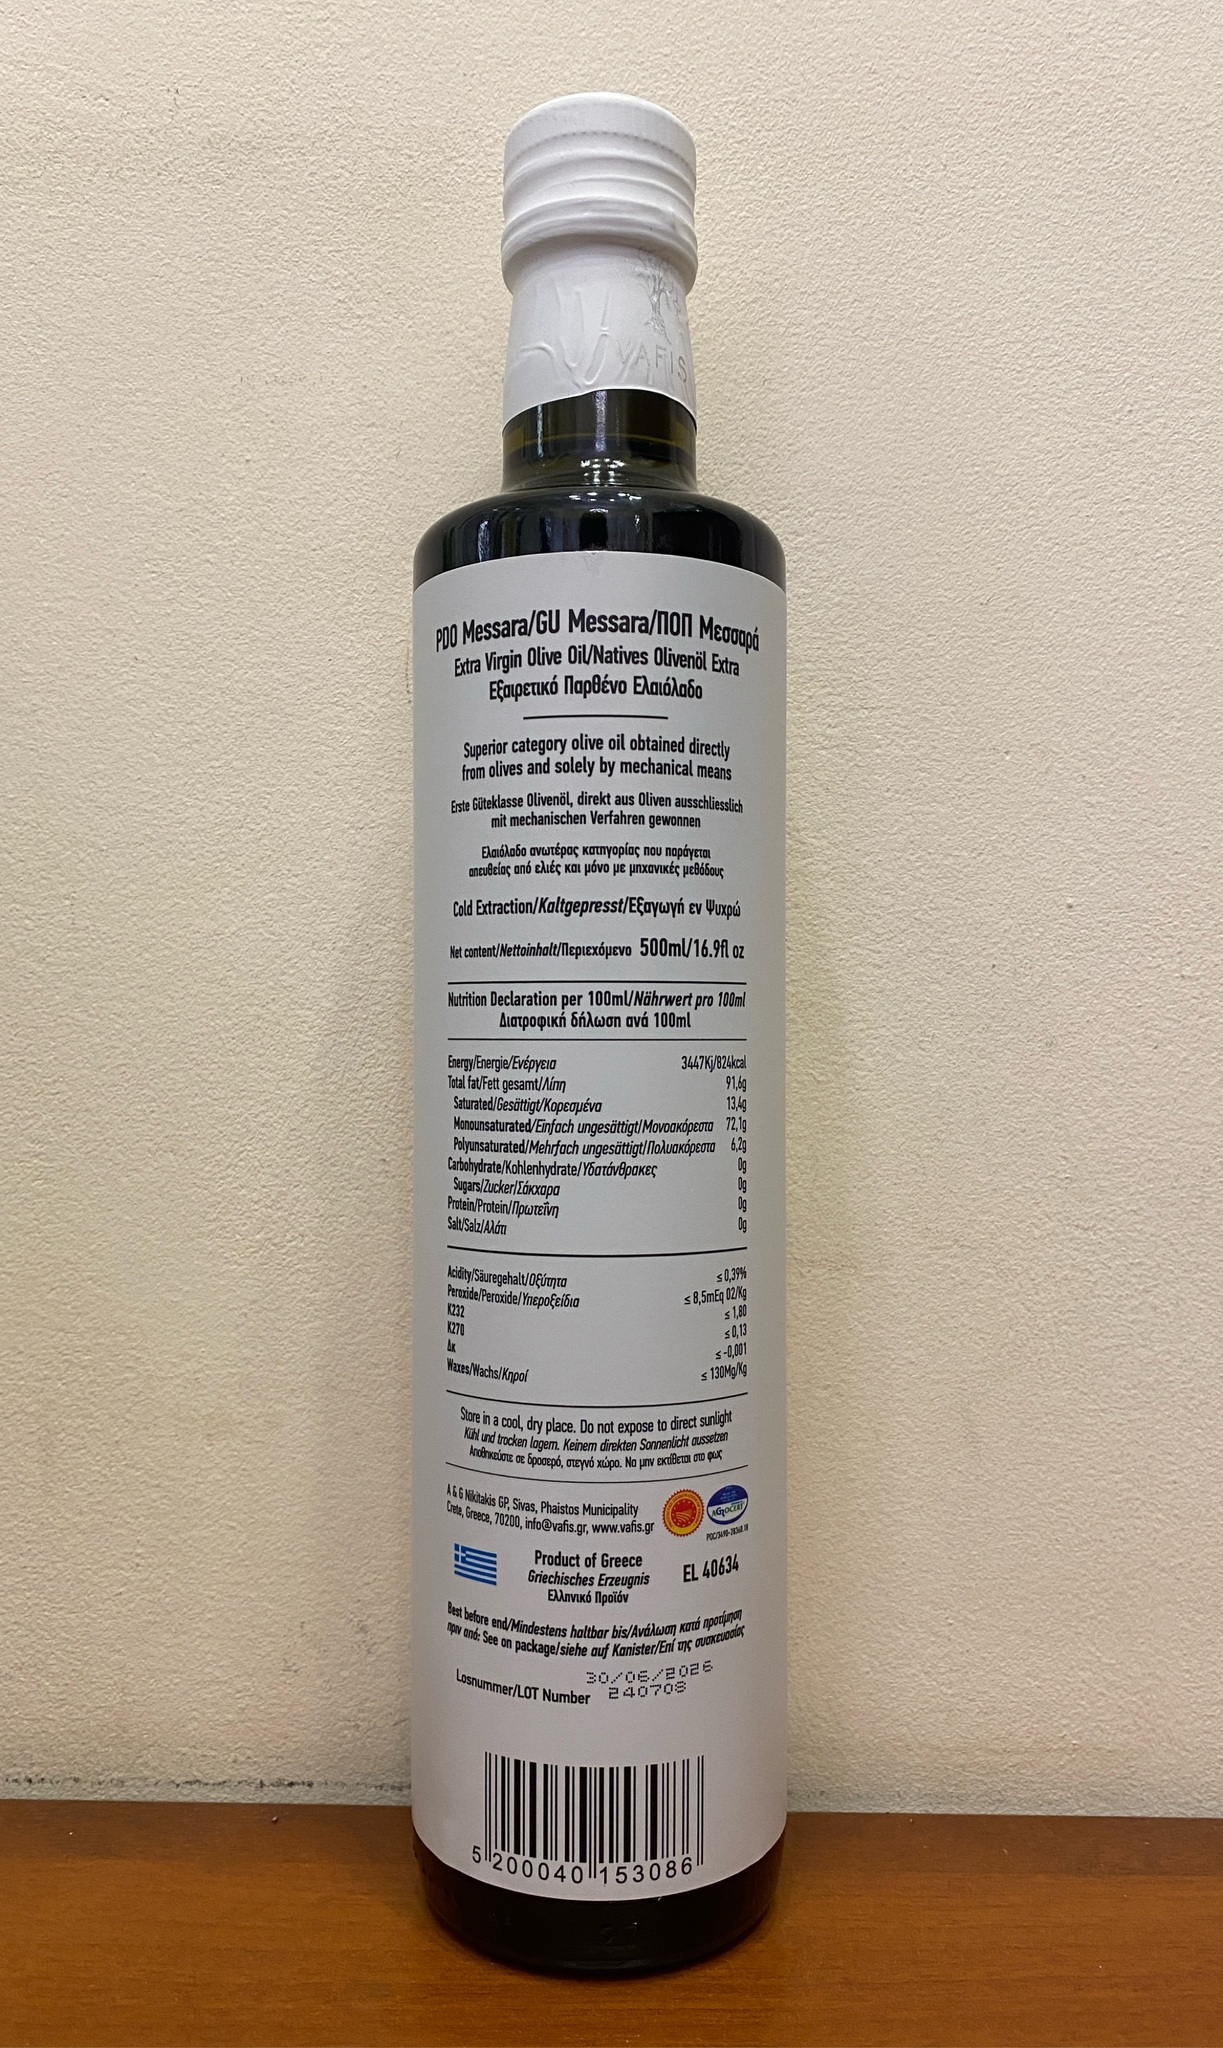 VAFIS
PDO Messara/GU Messara/ΠΟΠ Μεσσαρά
Extra Virgin Olive Oil/Natives Olivenöl Extra
Εξαιρετικό Παρθένο Ελαιόλαδο
Superior category olive oil obtained directly
from olives and solely by mechanical means
Erste Güteklasse Olivenöl, direkt aus Oliven ausschliesslich
mit mechanischen Verfahren gewonnen
Ελαιόλαδο ανωτέρας κατηγορίας που παράγεται
απευθείας από ελιές και μόνο με μηχανικές μεθόδους
Cold Extraction/Kaltgepresst/Εξαγωγή εν Ψυχρώ
Net content/Nettoinhalt/Περιεχόμενο 500ml/16.9fl oz
Nutrition Declaration per 100ml/Nährwert pro 100ml
Διατροφική δήλωση ανά 100ml
Energy/Energie/Ενέργεια 3447Kj/824kcal
Total fat/Fett gesamt/Λίπη 91,6g
Saturated/Gesättigt/Κορεσμένα 13,4g
Monounsaturated/Einfach ungesättigt/Μονοακόρεστα 72,1g
Polyunsaturated/Mehrfach ungesättigt/Πολυακόρεστα 6,2g
Carbohydrate/Kohlenhydrate/Υδατάνθρακες 0g
Sugars/Zucker/Σάκχαρα 0g
Protein/Protein/Πρωτεΐνη 0g
Salt/Salz/Αλάτι 0g
Acidity/Säuregehalt/Οξύτητα ≤ 0,39%
Peroxide/Peroxide/Υπεροξείδια ≤ 8,5mEq 02/Kg
K232 ≤ 1,80
K270 ≤ 0,13
Δκ ≤ -0,001
Waxes/Wachs/Κηροί ≤ 130Mg/Kg
Store in a cool, dry place. Do not expose to direct sunlight
Kühl und trocken lagern. Keinem direkten Sonnenlicht aussetzen
Αποθηκεύστε σε δροσερό, στεγνό χώρο. Να μην εκτίθεται στο φως
A & G Nikitakis GP, Sivas, Phaistos Municipality
Crete, Greece, 70200, info@vafis.gr, www.vafis.gr
AGROCERT
Product of Greece
Griechisches Erzeugnis
Ελληνικό Προϊόν
EL 40634
Best before end/Mindestens haltbar bis/Ανάλωση κατά προτίμηση
πριν από: See on package/siehe auf Kanister/Επί της συσκευασίας
30/06/2026
Losnummer/LOT Number 240708
5 200040 153086